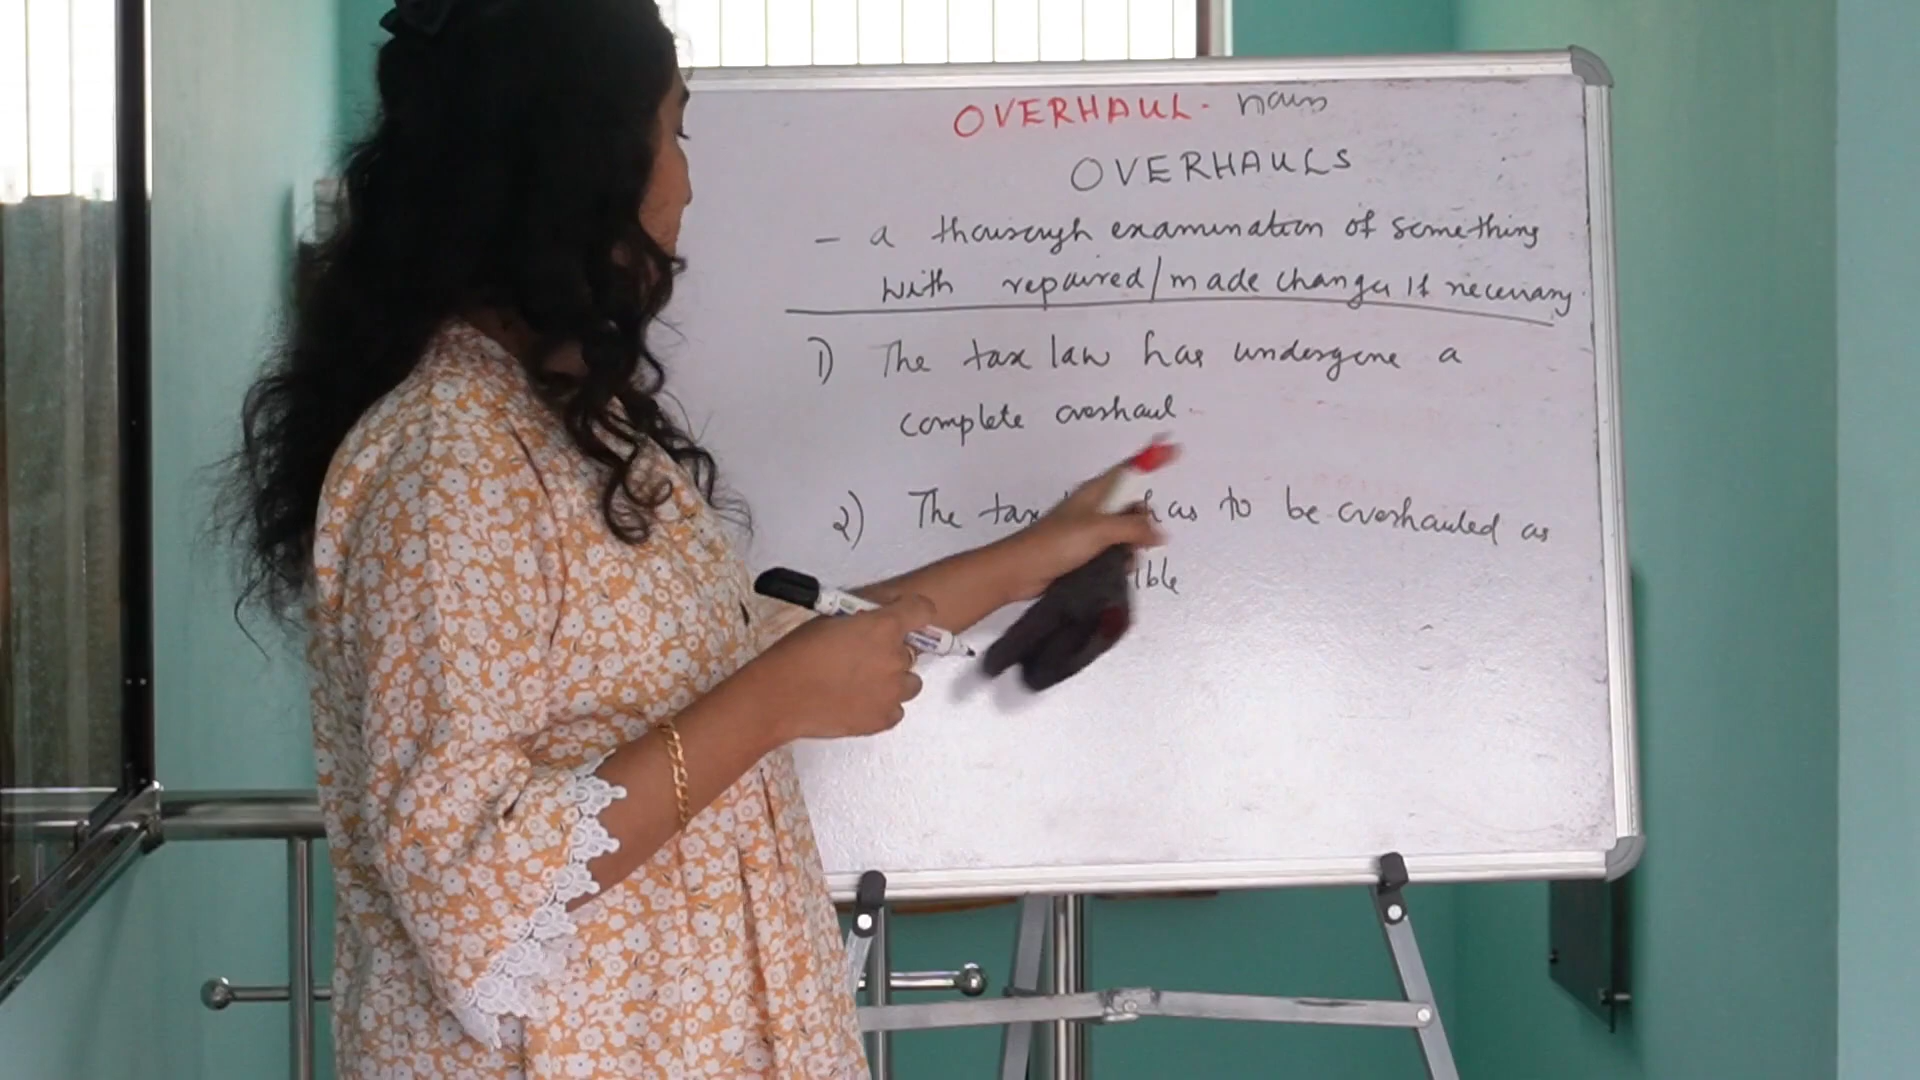 OVERHAUL - noun
OVERHAULS
- a thorough examination of something
with repaired/made changes if necessary.
1) The tax law has undergone a
complete overhaul.
2) The tax has to be overhauled as